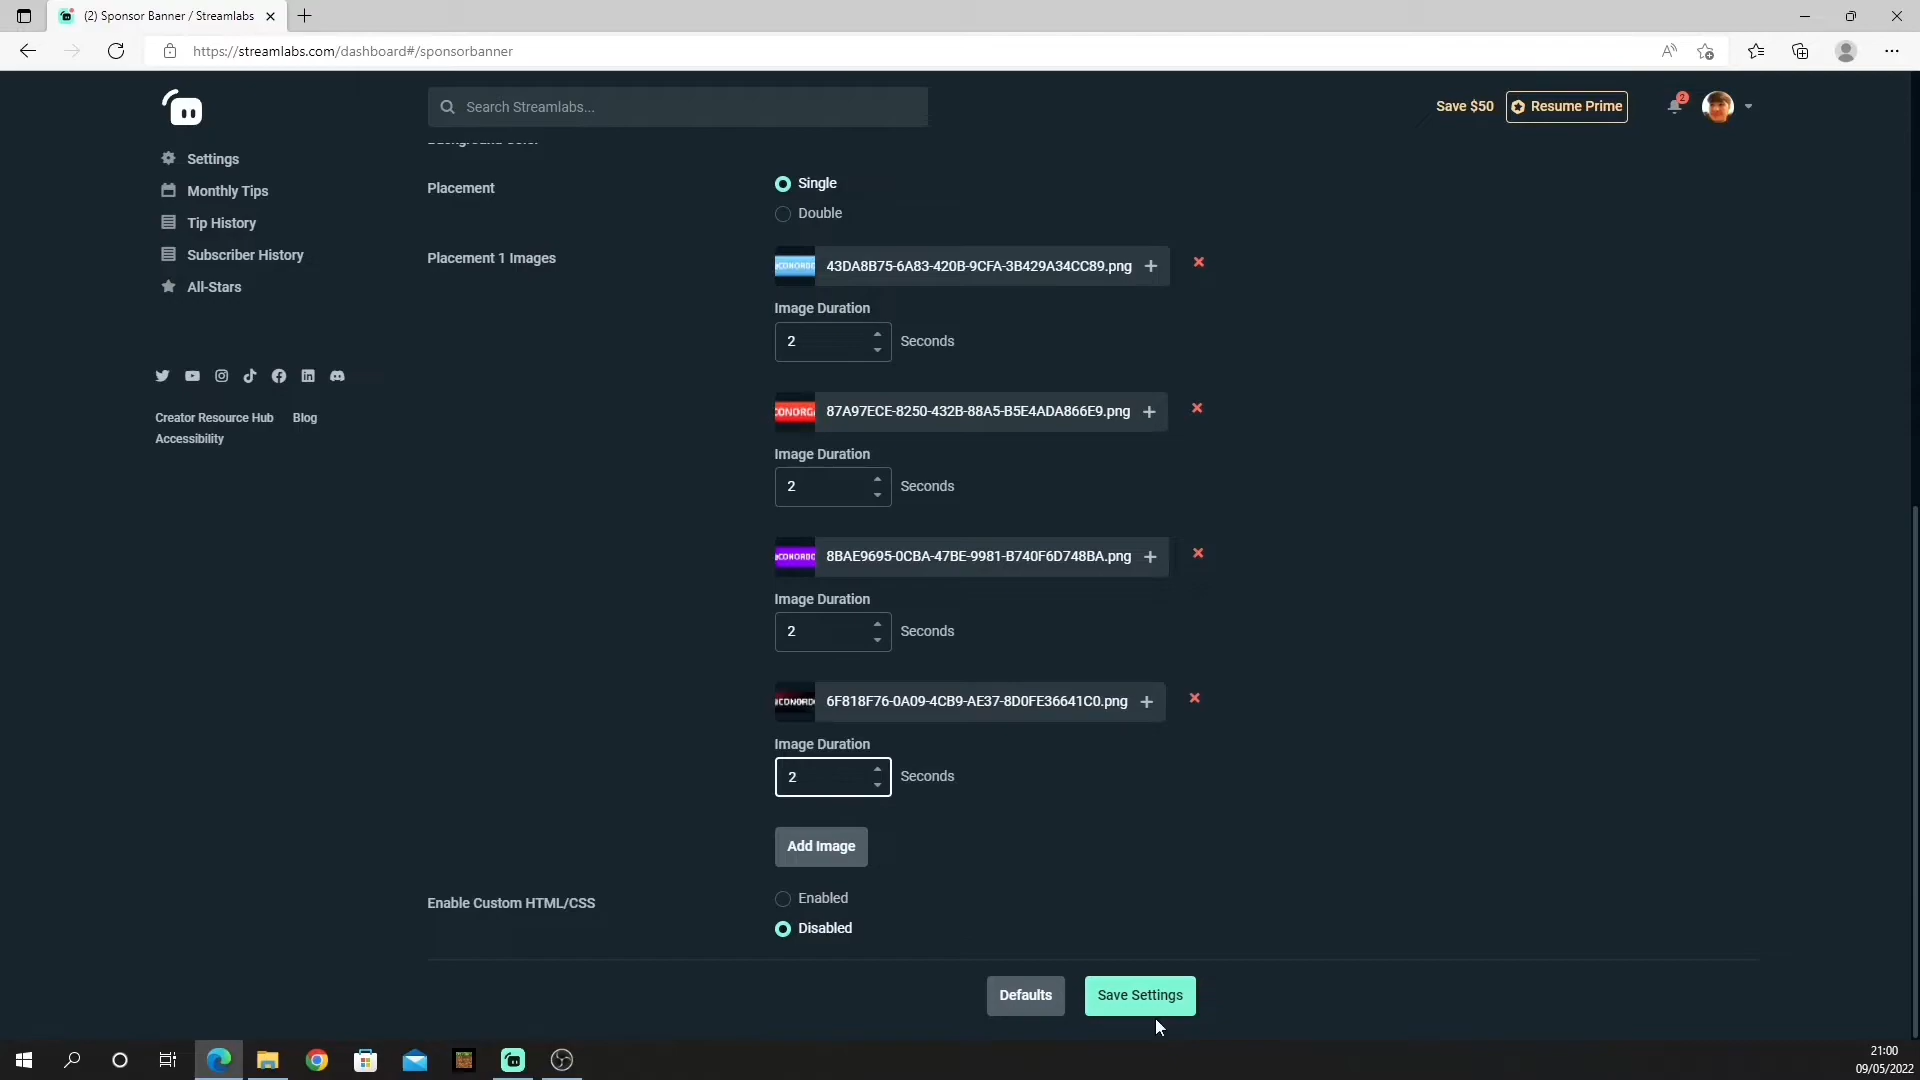 (2) Sponsor Banner / Streamlabs
https://streamlabs.com/dashboard#/sponsorbanner
Search Streamlabs...
Save $50
Resume Prime
2
Settings
Monthly Tips
Tip History
Subscriber History
All-Stars
Creator Resource Hub
Blog
Accessibility
Background Color
Placement
Single
Double
Placement 1 Images
43DA8B75-6A83-420B-9CFA-3B429A34CC89.png
Image Duration
2
Seconds
87A97ECE-8250-432B-88A5-B5E4ADA866E9.png
Image Duration
2
Seconds
8BAE9695-0CBA-47BE-9981-B740F6D748BA.png
Image Duration
2
Seconds
6F818F76-0A09-4CB9-AE37-8D0FE36641C0.png
Image Duration
2
Seconds
Add Image
Enable Custom HTML/CSS
Enabled
Disabled
Defaults
Save Settings
21:00
09/05/2022